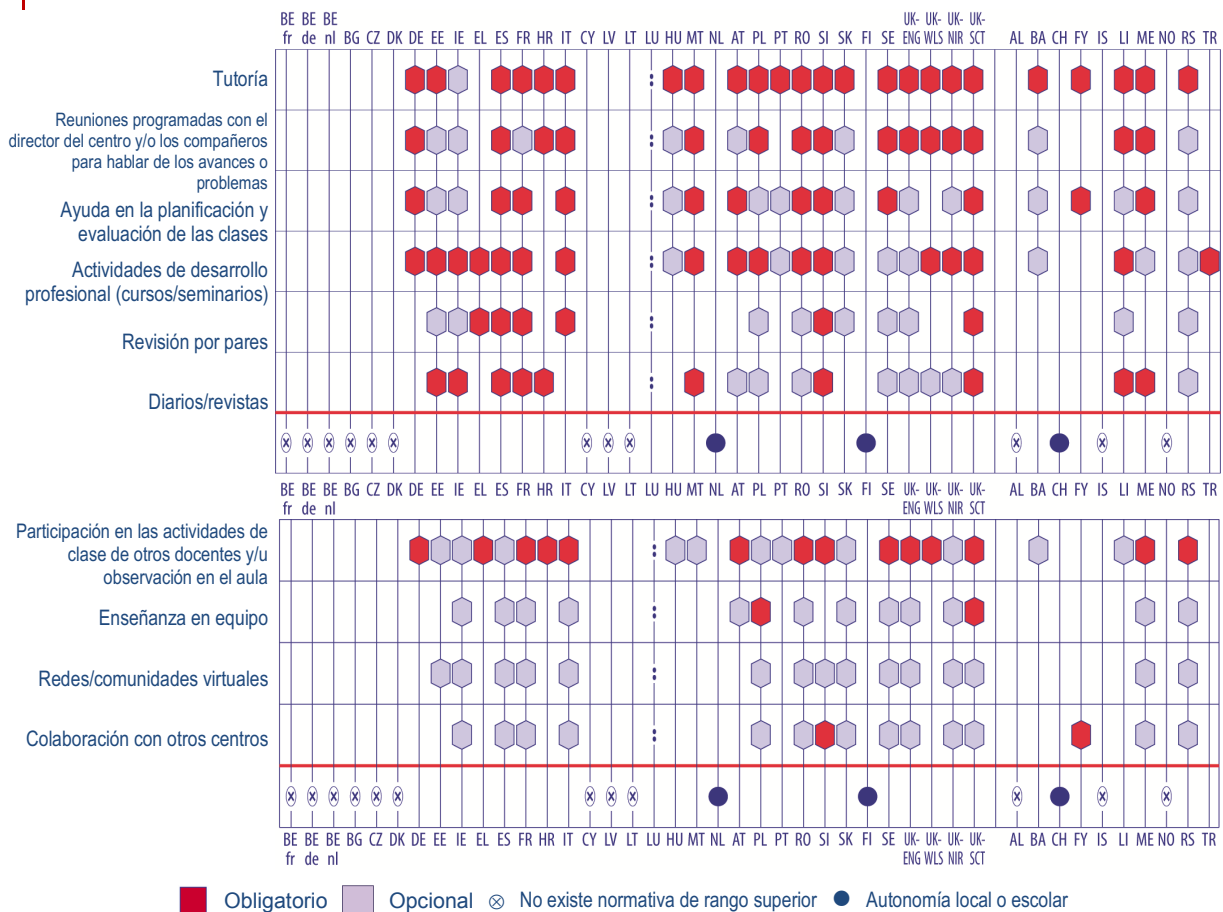 BE BE BE UK- UK- UK- UK-
fr de nl BG CZ DK DE EE IE EL ES FR HR IT CY LV LT LU HU MT NL AT PL PT RO SI SK FI SE ENG WLS NIR SCT AL BA CH FY IS LI ME NO RS TR
Tutoría
Reuniones programadas con el
director del centro y/o los compañeros
para hablar de los avances o
problemas
Ayuda en la planificación y
evaluación de las clases
Actividades de desarrollo
profesional (cursos/seminarios)
Revisión por pares
Diarios/revistas
BE BE BE BG CZ DK DE EE IE EL ES FR HR IT CY LV LT LU HU MT NL AT PL PT RO SI SK FI SE UK- UK- UK- UK- AL BA CH FY IS LI ME NO RS TR
fr de nl ENG WLS NIR SCT
Participación en las actividades de
clase de otros docentes y/u
observación en el aula
Enseñanza en equipo
Redes/comunidades virtuales
Colaboración con otros centros
BE BE BE BG CZ DK DE EE IE EL ES FR HR IT CY LV LT LU HU MT NL AT PL PT RO SI SK FI SE UK- UK- UK- UK- AL BA CH FY IS LI ME NO RS TR
fr de nl ENG WLS NIR SCT
Obligatorio Opcional ⊗ No existe normativa de rango superior ● Autonomía local o escolar